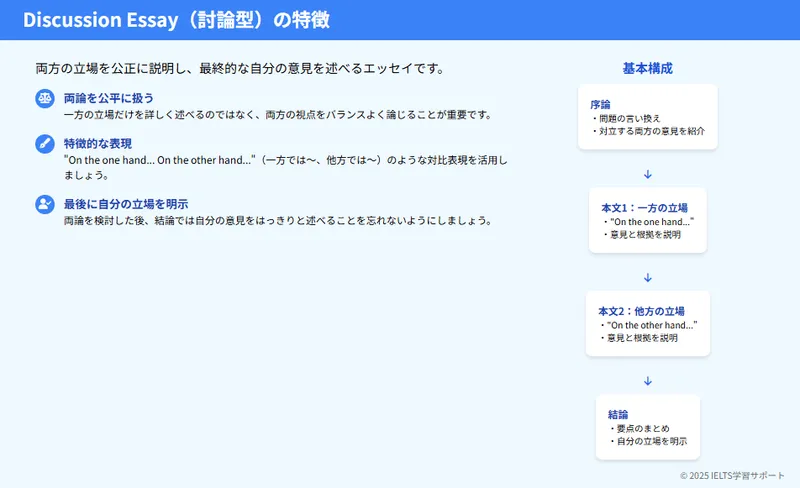 Discussion Essay（討論型）の特徴
両方の立場を公正に説明し、最終的な自分の意見を述べるエッセイです。
両論を公平に扱う
一方の立場だけを詳しく述べるのではなく、両方の視点をバランスよく論じることが重要です。
特徴的な表現
"On the one hand... On the other hand..."（一方では〜、他方では〜）のような対比表現を活用し
ましょう。
最後に自分の立場を明示
両論を検討した後、結論では自分の意見をはっきりと述べることを忘れないようにしましょう。
基本構成
序論
・問題の言い換え
・対立する両方の意見を紹介
↓
本文1：一方の立場
・“On the one hand...”
・意見と根拠を説明
↓
本文2：他方の立場
・“On the other hand...”
・意見と根拠を説明
↓
結論
・要点のまとめ
・自分の立場を明示
© 2025 IELTS学習サポート